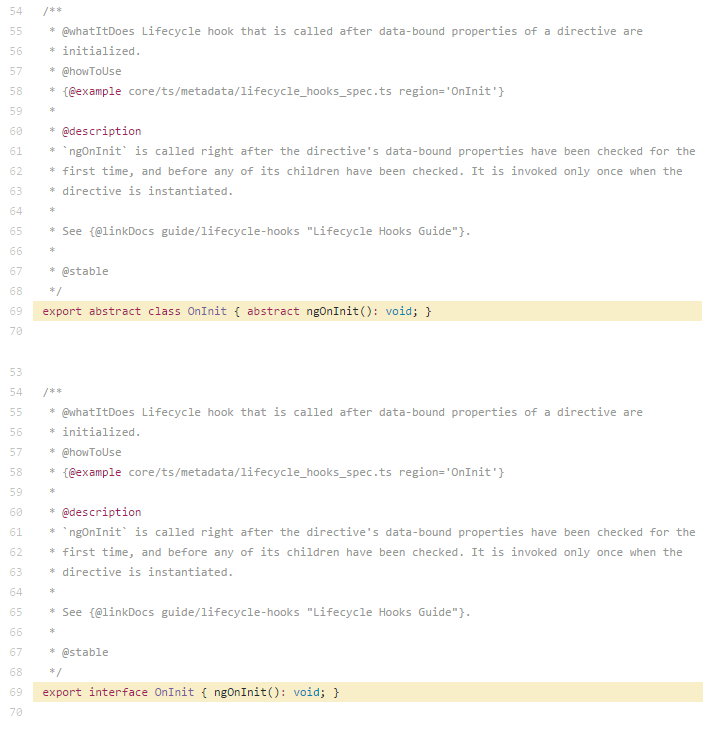 54 /**
55  * @whatItDoes Lifecycle hook that is called after data-bound properties of a directive are
56  * initialized.
57  * @howToUse
58  * {@example core/ts/metadata/lifecycle_hooks_spec.ts region='OnInit'}
59  *
60  * @description
61  * `ngOnInit` is called right after the directive's data-bound properties have been checked for the
62  * first time, and before any of its children have been checked. It is invoked only once when the
63  * directive is instantiated.
64  *
65  * See {@linkDocs guide/lifecycle-hooks "Lifecycle Hooks Guide"}.
66  *
67  * @stable
68  */
69 export abstract class OnInit { abstract ngOnInit(): void; }
70
53
54 /**
55  * @whatItDoes Lifecycle hook that is called after data-bound properties of a directive are
56  * initialized.
57  * @howToUse
58  * {@example core/ts/metadata/lifecycle_hooks_spec.ts region='OnInit'}
59  *
60  * @description
61  * `ngOnInit` is called right after the directive's data-bound properties have been checked for the
62  * first time, and before any of its children have been checked. It is invoked only once when the
63  * directive is instantiated.
64  *
65  * See {@linkDocs guide/lifecycle-hooks "Lifecycle Hooks Guide"}.
66  *
67  * @stable
68  */
69 export interface OnInit { ngOnInit(): void; }
70